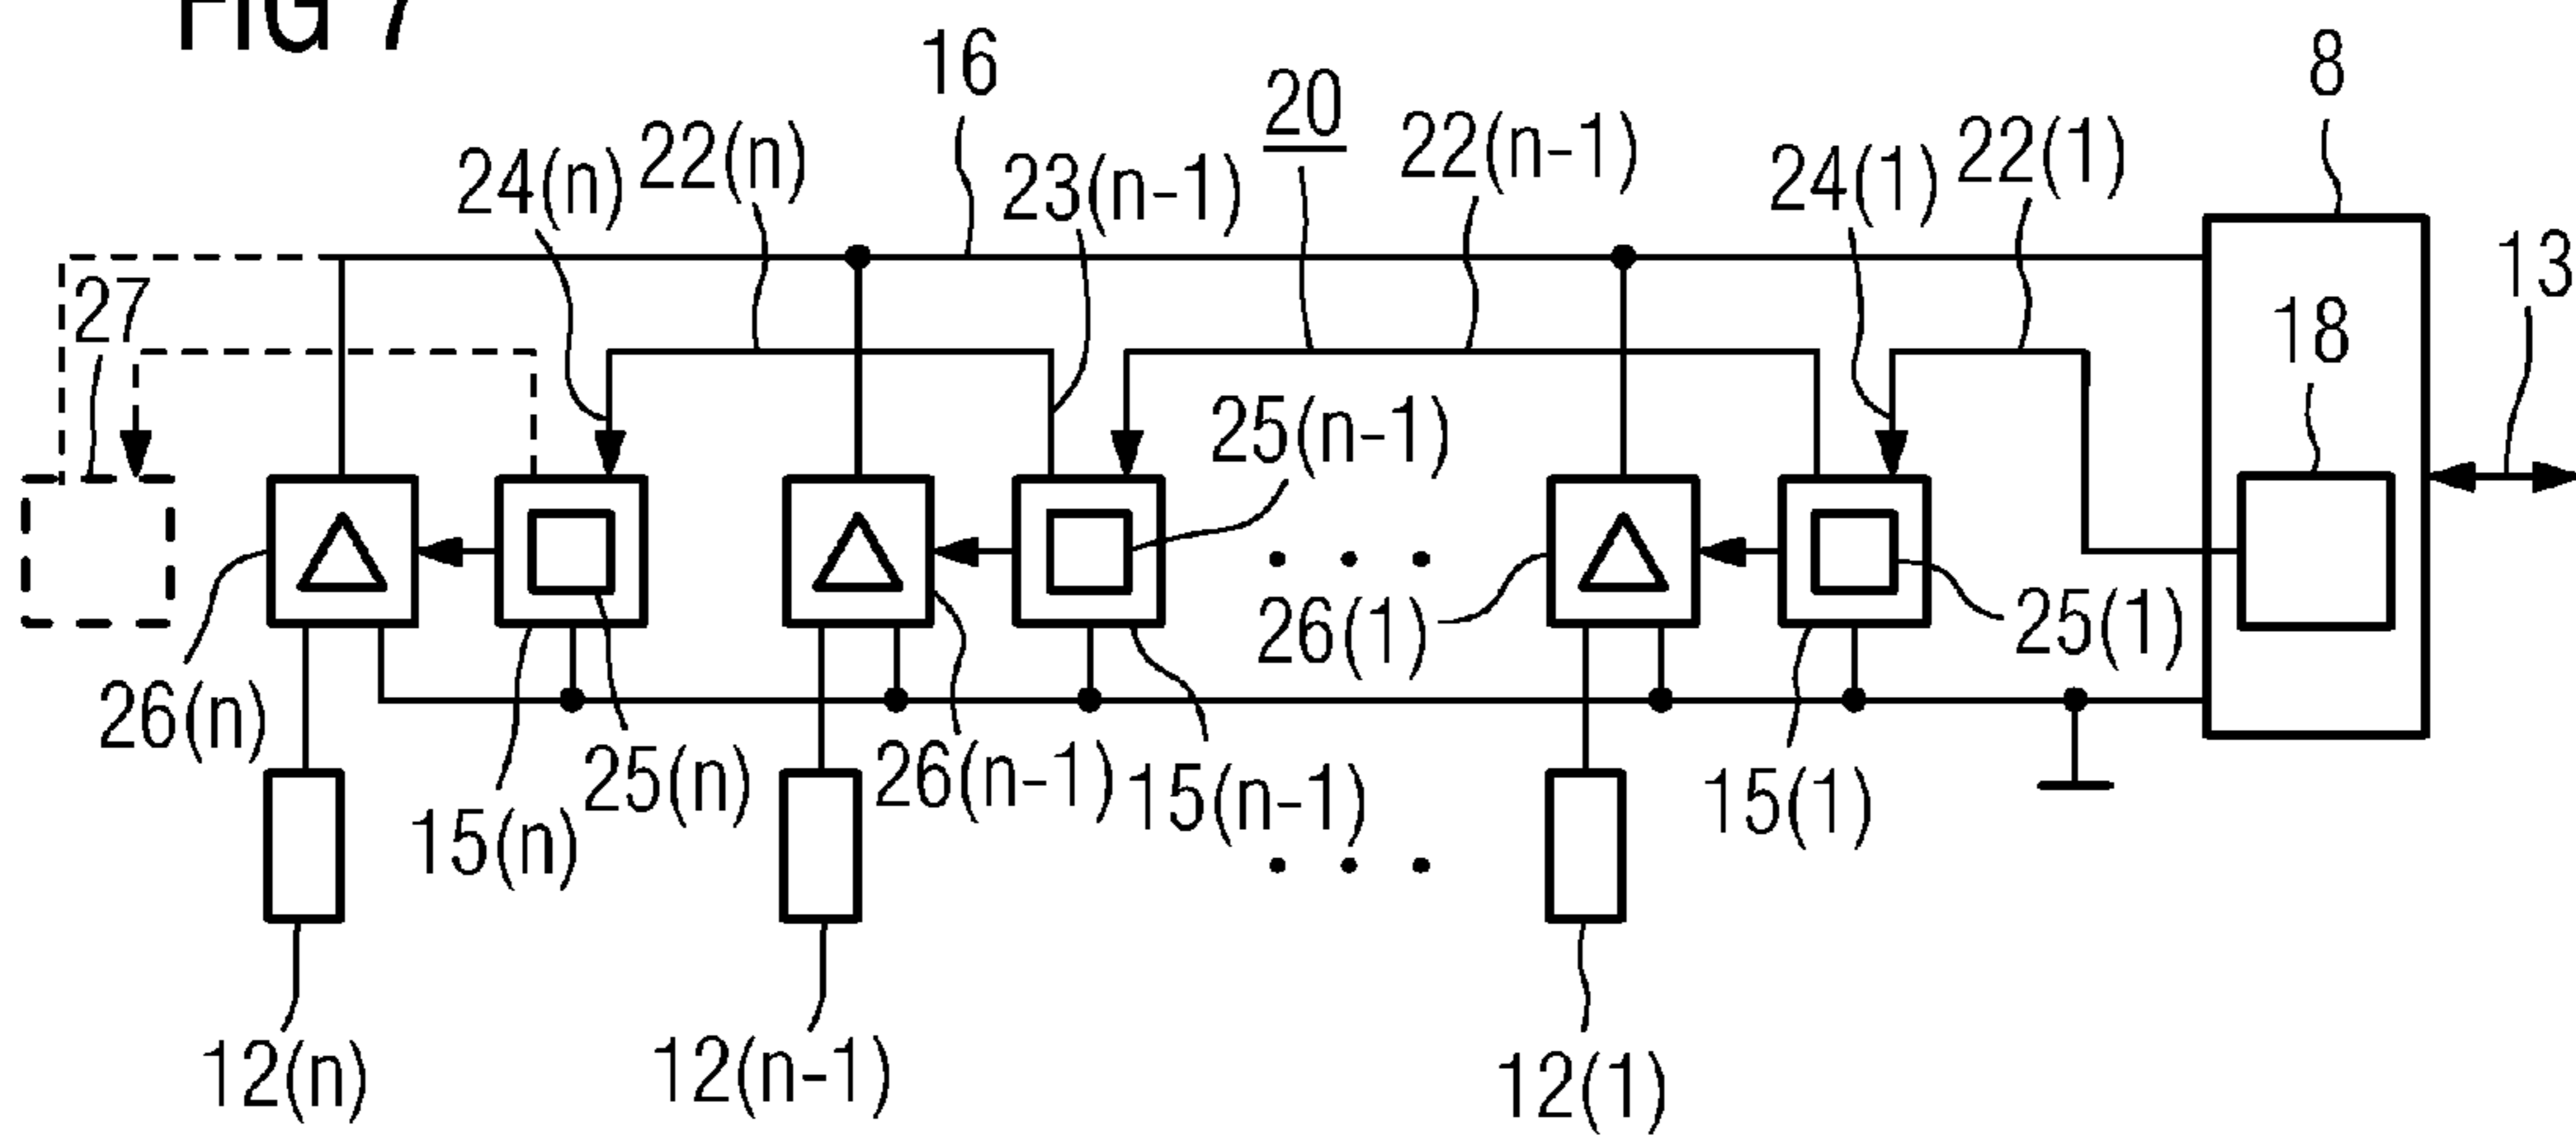 FIG 7
16
20
8
22(n)
22(n-1)
22(1)
24(n)
23(n-1)
24(1)
13
27
18
25(n-1)
26(1)
25(1)
26(n)
25(n)
26(n-1)
15(n-1)
15(1)
15(n)
12(n)
12(n-1)
12(1)